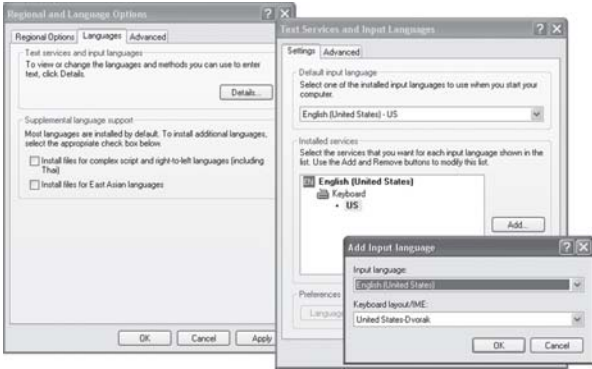 Regional and Language Options
Regional Options Languages Advanced
Text services and input languages
To view or change the languages and methods you can use to enter
text, click Details.
Details...
Supplemental language support
Most languages are installed by default. To install additional languages,
select the appropriate check box below.
Install files for complex script and right-to-left languages (including
Thai)
Install files for East Asian languages
OK Cancel Apply
Text Services and Input Languages
Settings Advanced
Default input language
Select one of the installed input languages to use when you start your
computer.
English (United States) - US
Installed services
Select the services that you want for each input language shown in the
list. Use the Add and Remove buttons to modify this list.
EN English (United States)
Keyboard
• US
Add...
Preferences
Language
Add Input language
Input language:
English (United States)
Keyboard layout/IME:
United States-Dvorak
OK Cancel